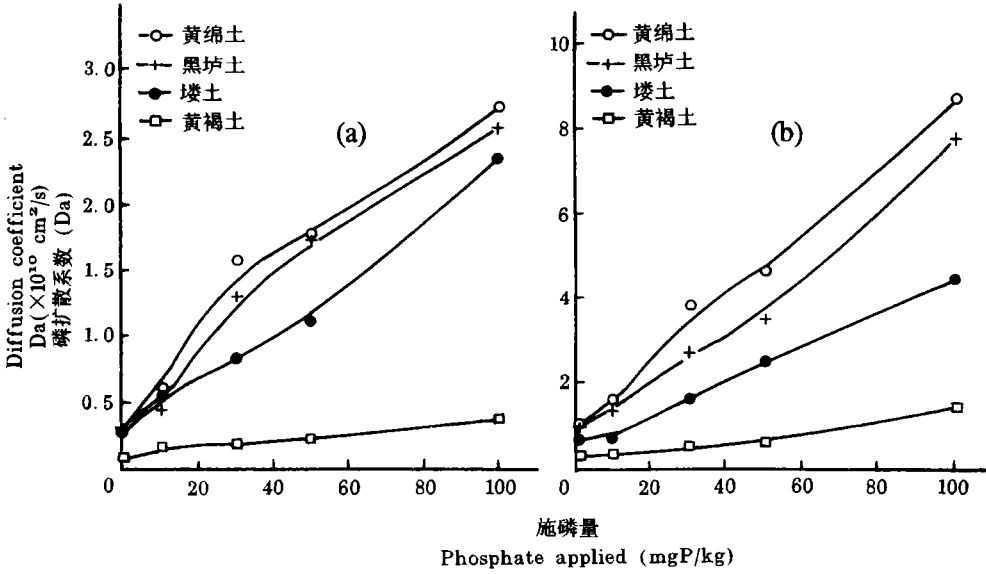 黄绵土
黑垆土
塿土
黄褐土
(a)
3.0
2.5
2.0
1.5
1.0
0.5
0 20 40 60 80 100
Diffusion coefficient
Da(×10¹⁰ cm²/s)
磷扩散系数 (Da)
黄绵土
黑垆土
塿土
黄褐土
(b)
10
8
6
4
2
0 20 40 60 80 100
施磷量
Phosphate applied (mgP/kg)